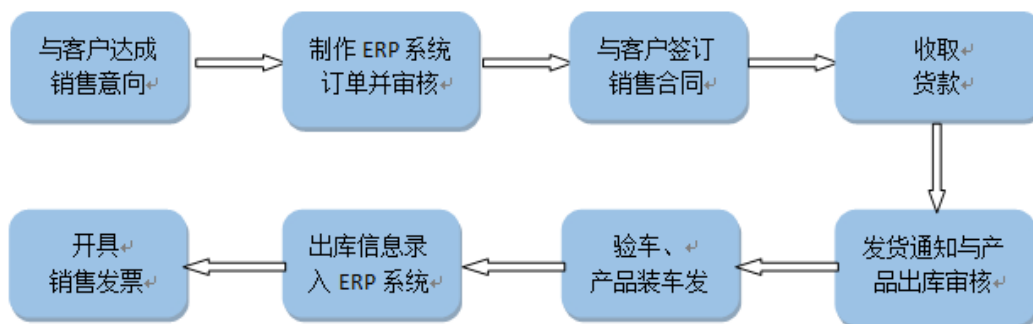 与客户达成
销售意向
制作 ERP 系统
订单并审核
与客户签订
销售合同
收取
货款
发货通知与产
品出库审核
验车、
产品装车发
出库信息录
入 ERP 系统
开具
销售发票